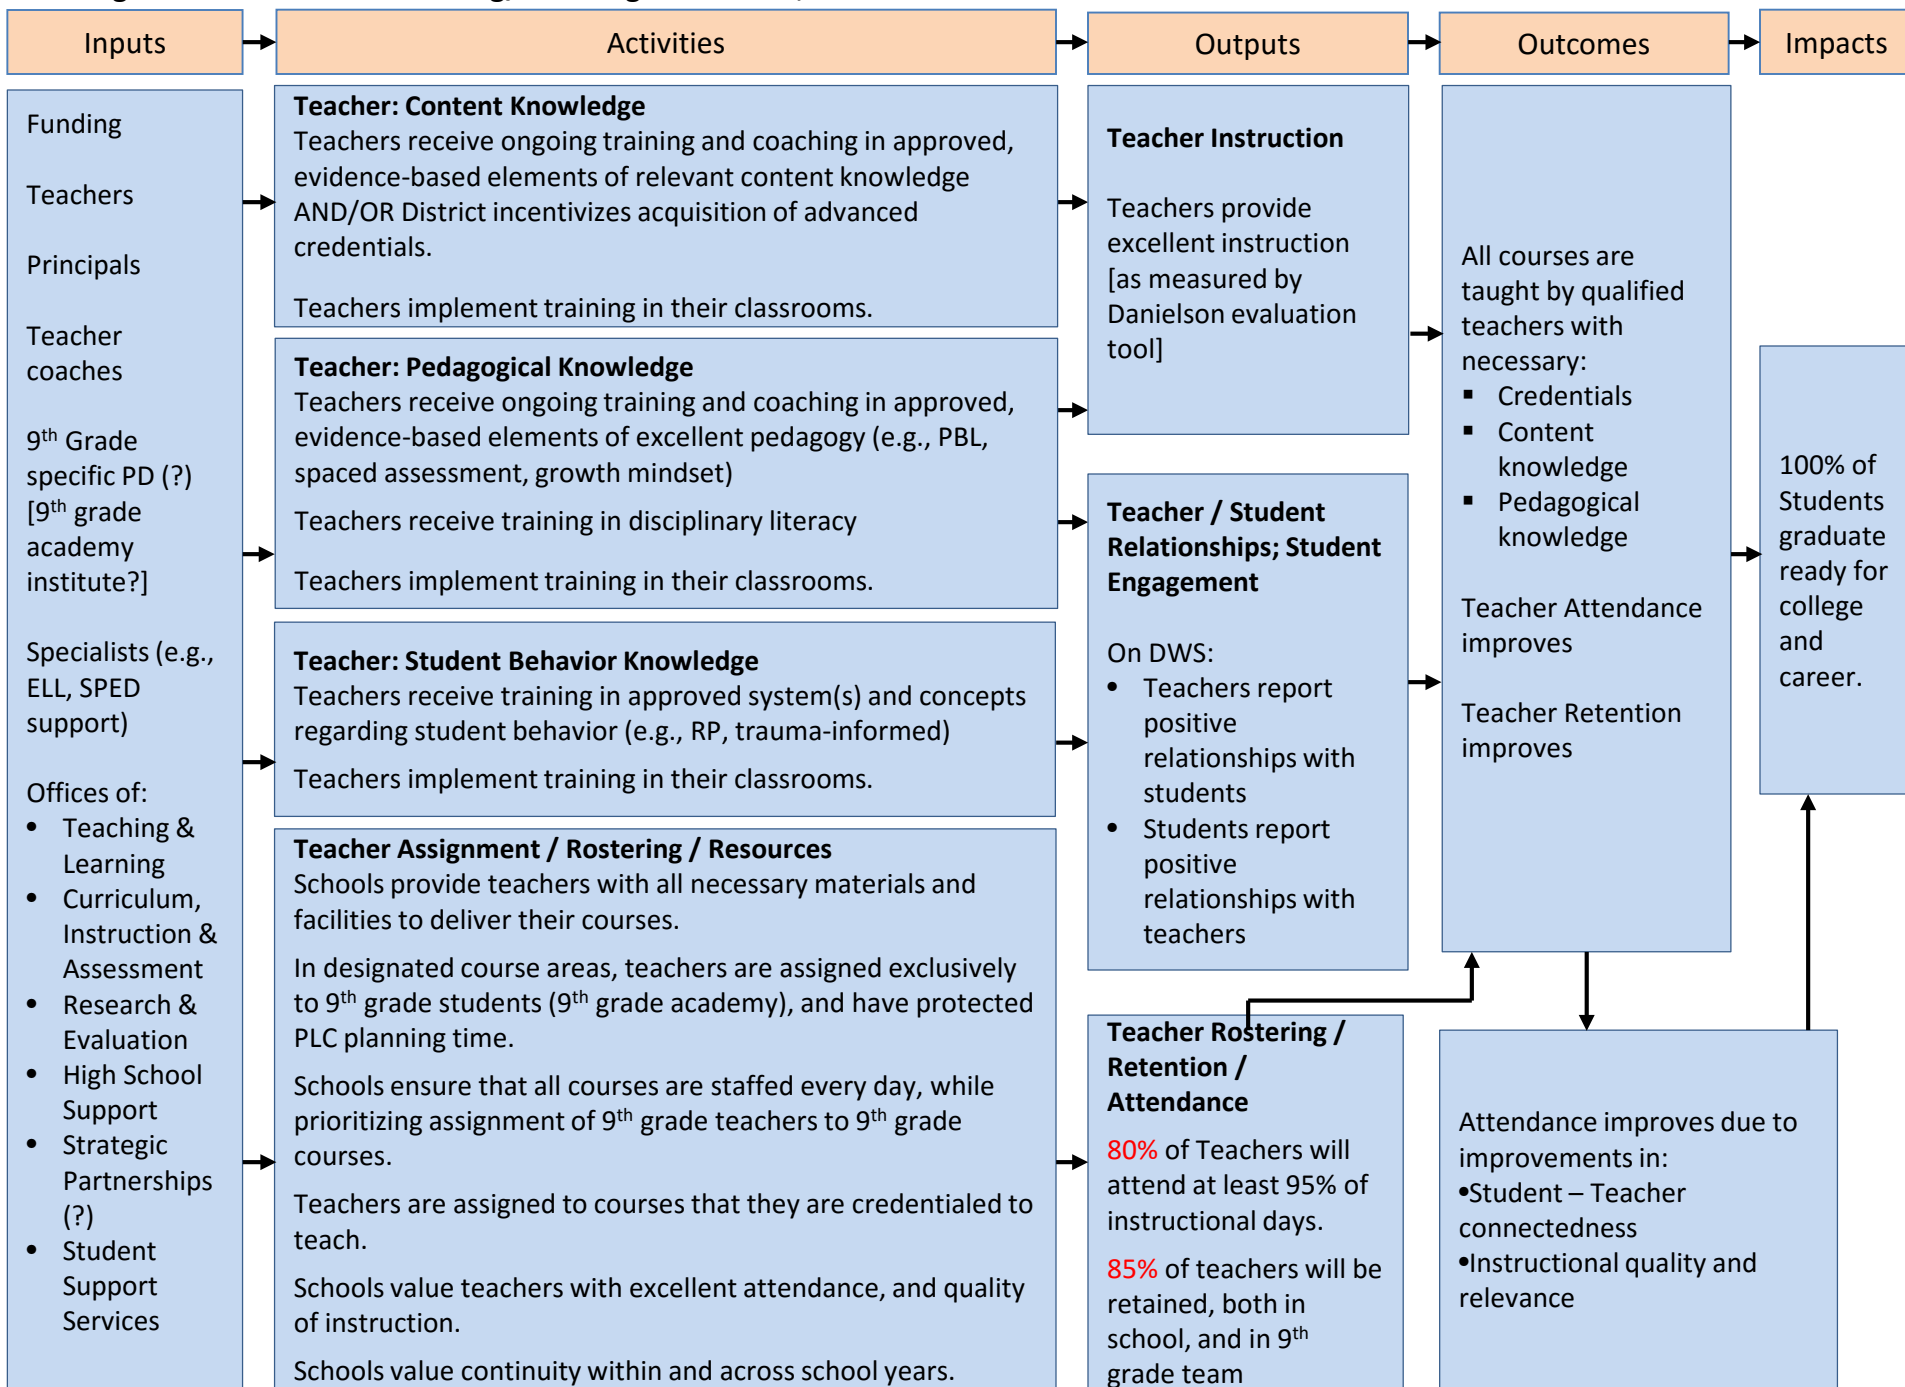 Inputs
Activities
Outputs
Outcomes
Impacts
Funding
Teachers
Principals
Teacher
coaches
9th Grade
specific PD (?)
[9th grade
academy
institute?]
Specialists (e.g.,
ELL, SPED
support)
Offices of:
• Teaching &
Learning
• Curriculum,
Instruction &
Assessment
• Research &
Evaluation
• High School
Support
• Strategic
Partnerships
(?)
• Student
Support
Services
Teacher: Content Knowledge
Teachers receive ongoing training and coaching in approved,
evidence-based elements of relevant content knowledge
AND/OR District incentivizes acquisition of advanced
credentials.
Teachers implement training in their classrooms.
Teacher: Pedagogical Knowledge
Teachers receive ongoing training and coaching in approved,
evidence-based elements of excellent pedagogy (e.g., PBL,
spaced assessment, growth mindset)
Teachers receive training in disciplinary literacy
Teachers implement training in their classrooms.
Teacher: Student Behavior Knowledge
Teachers receive training in approved system(s) and concepts
regarding student behavior (e.g., RP, trauma-informed)
Teachers implement training in their classrooms.
Teacher Assignment / Rostering / Resources
Schools provide teachers with all necessary materials and
facilities to deliver their courses.
In designated course areas, teachers are assigned exclusively
to 9th grade students (9th grade academy), and have protected
PLC planning time.
Schools ensure that all courses are staffed every day, while
prioritizing assignment of 9th grade teachers to 9th grade
courses.
Teachers are assigned to courses that they are credentialed to
teach.
Schools value teachers with excellent attendance, and quality
of instruction.
Schools value continuity within and across school years.
Teacher Instruction
Teachers provide
excellent instruction
[as measured by
Danielson evaluation
tool]
Teacher / Student
Relationships; Student
Engagement
On DWS:
• Teachers report
positive
relationships with
students
• Students report
positive
relationships with
teachers
Teacher Rostering /
Retention /
Attendance
80% of Teachers will
attend at least 95% of
instructional days.
85% of teachers will be
retained, both in
school, and in 9th
grade team
All courses are
taught by qualified
teachers with
necessary:
▪ Credentials
▪ Content
knowledge
▪ Pedagogical
knowledge
Teacher Attendance
improves
Teacher Retention
improves
Attendance improves due to
improvements in:
•Student – Teacher
connectedness
•Instructional quality and
relevance
100% of
Students
graduate
ready for
college
and
career.